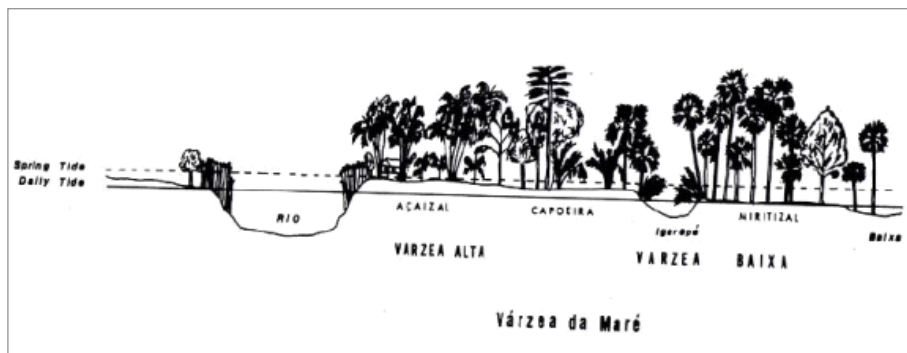 Spring Tide
Daily Tide
RIO
AÇAIZAL
CAPOEIRA
Igarapé
MIRITIZAL
Baixa
VARZEA ALTA
VARZEA BAIXA
Várzea da Maré